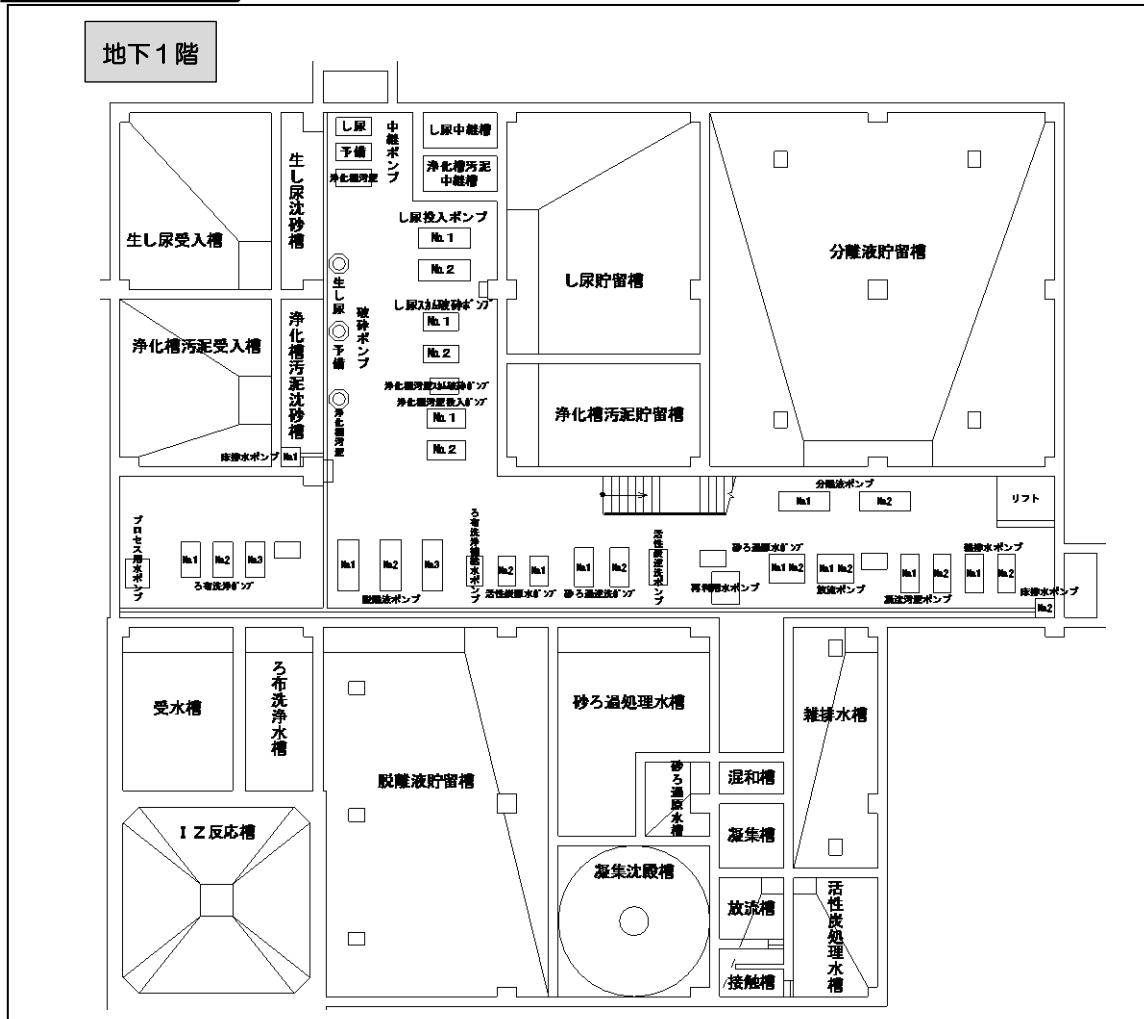 地下1階
し尿
予備
浄化槽汚泥
中継ポンプ
し尿中継槽
浄化槽汚泥
中継槽
生し尿受入槽
生し尿沈砂槽
し尿投入ポンプ
No.1
No.2
し尿貯留槽
分離液貯留槽
生し尿
予備
浄化槽汚泥
破砕ポンプ
し尿スカム破砕ポンプ
No.1
No.2
浄化槽汚泥スカム破砕ポンプ
浄化槽汚泥投入ポンプ
No.1
No.2
浄化槽汚泥受入槽
浄化槽汚泥沈砂槽
床排水ポンプ
No.1
浄化槽汚泥貯留槽
分離液ポンプ
No.1
No.2
リフト
プロセス用水ポンプ
No.1
No.2
No.3
ろ布洗浄ポンプ
No.1
No.2
No.3
脱離液ポンプ
No.2
No.1
活性炭原水ポンプ
No.1
No.2
砂ろ過逆洗ポンプ
活性炭逆洗ポンプ
再利用水ポンプ
砂ろ過原水ポンプ
No.1
No.2
No.1
No.2
放流ポンプ
No.1
No.2
雑排水ポンプ
No.1
No.2
床排水ポンプ
No.2
受水槽
ろ布洗浄水槽
脱離液貯留槽
砂ろ過処理水槽
砂ろ過原水槽
混和槽
雑排水槽
凝集槽
IZ反応槽
凝集沈殿槽
放流槽
活性炭処理水槽
接触槽